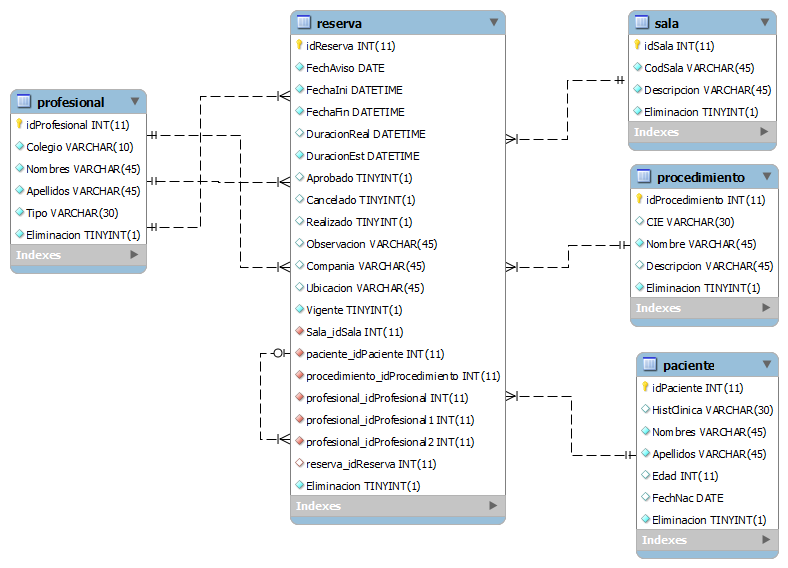 profesional
idProfesional INT(11)
Colegio VARCHAR(10)
Nombres VARCHAR(45)
Apellidos VARCHAR(45)
Tipo VARCHAR(30)
Eliminacion TINYINT(1)
Indexes
reserva
idReserva INT(11)
FechAviso DATE
FechaIni DATETIME
FechaFin DATETIME
DuracionReal DATETIME
DuracionEst DATETIME
Aprobado TINYINT(1)
Cancelado TINYINT(1)
Realizado TINYINT(1)
Observacion VARCHAR(45)
Compania VARCHAR(45)
Ubicacion VARCHAR(45)
Vigente TINYINT(1)
Sala_idSala INT(11)
paciente_idPaciente INT(11)
procedimiento_idProcedimiento INT(11)
profesional_idProfesional INT(11)
profesional_idProfesional1 INT(11)
profesional_idProfesional2 INT(11)
reserva_idReserva INT(11)
Eliminacion TINYINT(1)
Indexes
sala
idSala INT(11)
CodSala VARCHAR(45)
Descripcion VARCHAR(45)
Eliminacion TINYINT(1)
Indexes
procedimiento
idProcedimiento INT(11)
CIE VARCHAR(30)
Nombre VARCHAR(45)
Descripcion VARCHAR(45)
Eliminacion TINYINT(1)
Indexes
paciente
idPaciente INT(11)
HistClinica VARCHAR(30)
Nombres VARCHAR(45)
Apellidos VARCHAR(45)
Edad INT(11)
FechNac DATE
Eliminacion TINYINT(1)
Indexes